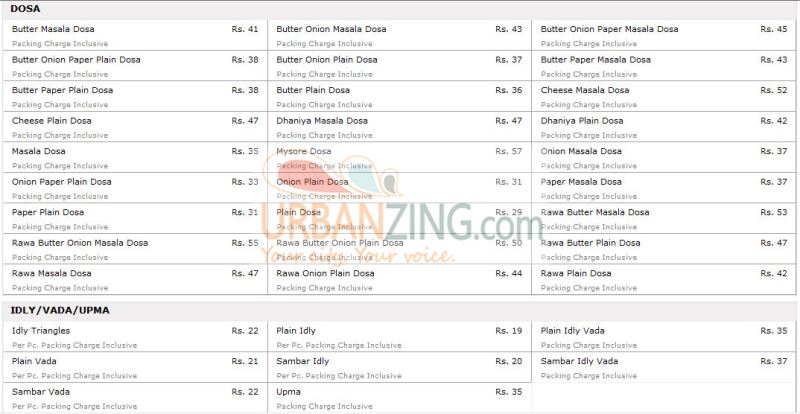 DOSA
Butter Masala Dosa Rs. 41 Butter Onion Masala Dosa Rs. 43 Butter Onion Paper Masala Dosa Rs. 45
Packing Charge Inclusive Packing Charge Inclusive Packing Charge Inclusive
Butter Onion Paper Plain Dosa Rs. 38 Butter Onion Plain Dosa Rs. 37 Butter Paper Masala Dosa Rs. 43
Packing Charge Inclusive Packing Charge Inclusive Packing Charge Inclusive
Butter Paper Plain Dosa Rs. 38 Butter Plain Dosa Rs. 36 Cheese Masala Dosa Rs. 52
Packing Charge Inclusive Packing Charge Inclusive Packing Charge Inclusive
Cheese Plain Dosa Rs. 47 Dhaniya Masala Dosa Rs. 47 Dhaniya Plain Dosa Rs. 42
Packing Charge Inclusive Packing Charge Inclusive Packing Charge Inclusive
Masala Dosa Rs. 35 Mysore Dosa Rs. 57 Onion Masala Dosa Rs. 37
Packing Charge Inclusive Packing Charge Inclusive Packing Charge Inclusive
Onion Paper Plain Dosa Rs. 33 Onion Plain Dosa Rs. 31 Paper Masala Dosa Rs. 37
Packing Charge Inclusive Packing Charge Inclusive Packing Charge Inclusive
Paper Plain Dosa Rs. 31 Plain Dosa Rs. 29 Rawa Butter Masala Dosa Rs. 53
Packing Charge Inclusive Packing Charge Inclusive Packing Charge Inclusive
URBANZING.com
Rawa Butter Onion Masala Dosa Rs. 55 Rawa Butter Onion Plain Dosa Rs. 50 Rawa Butter Plain Dosa Rs. 47
Your city. Your voice.
Packing Charge Inclusive Packing Charge Inclusive Packing Charge Inclusive
Rawa Masala Dosa Rs. 47 Rawa Onion Plain Dosa Rs. 44 Rawa Plain Dosa Rs. 42
Packing Charge Inclusive Packing Charge Inclusive Packing Charge Inclusive
IDLY/VADA/UPMA
Idly Triangles Rs. 22 Plain Idly Rs. 19 Plain Idly Vada Rs. 35
Per Pc. Packing Charge Inclusive Per Pc. Packing Charge Inclusive Packing Charge Inclusive
Plain Vada Rs. 21 Sambar Idly Rs. 20 Sambar Idly Vada Rs. 37
Per Pc. Packing Charge Inclusive Per Pc. Packing Charge Inclusive Packing Charge Inclusive
Sambar Vada Rs. 22 Upma Rs. 35
Per Pc. Packing Charge Inclusive Packing Charge Inclusive